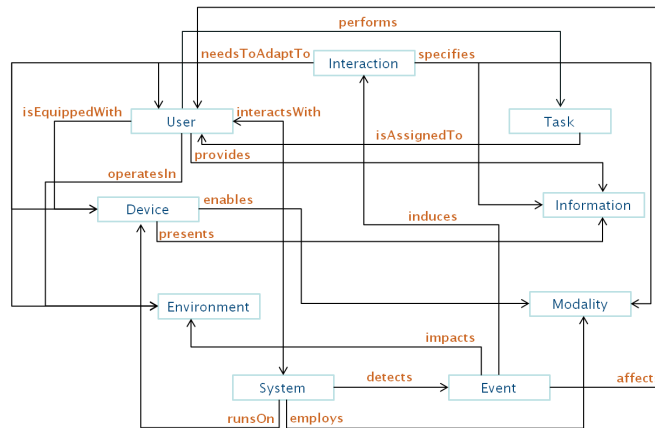 performs
needsToAdaptTo
specifies
Interaction
isEquippedWith
interactsWith
User
Task
isAssignedTo
provides
operatesIn
Device
enables
Information
presents
induces
Environment
Modality
impacts
System
detects
Event
affect
runsOn
employs